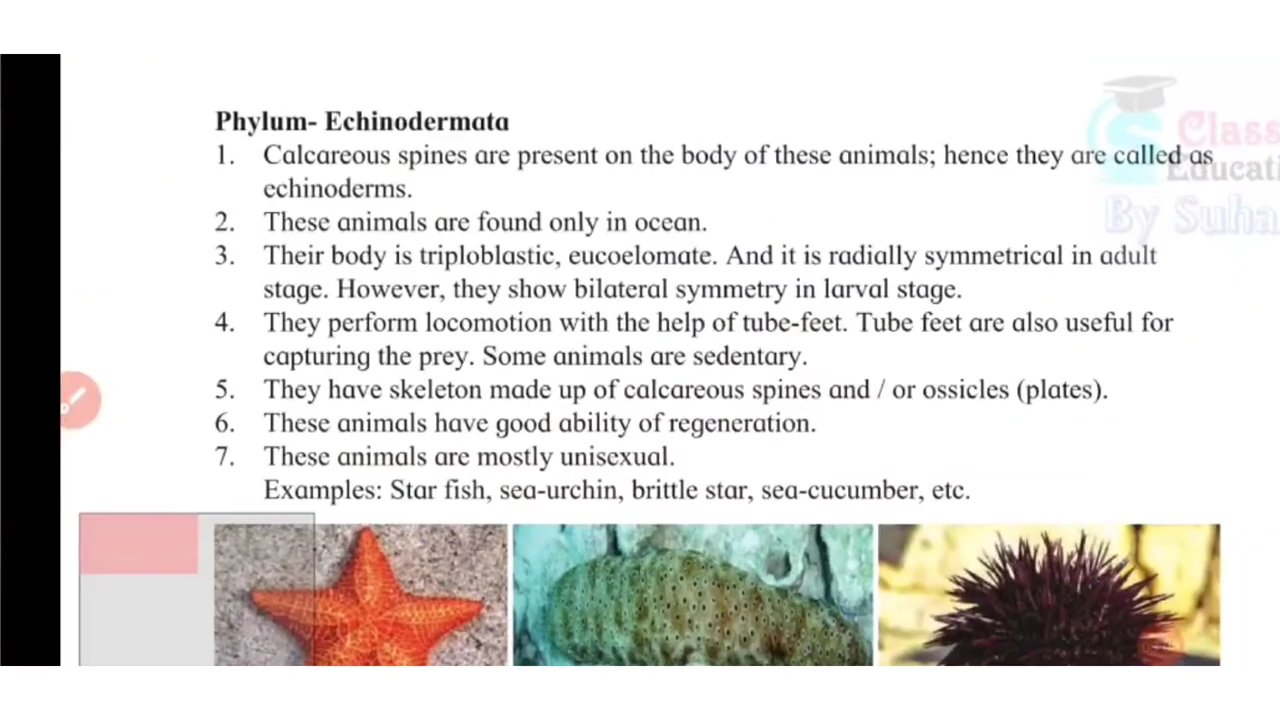 Phylum- Echinodermata
1. Calcareous spines are present on the body of these animals; hence they are called as
echinoderms.
2. These animals are found only in ocean.
3. Their body is triploblastic, eucoelomate. And it is radially symmetrical in adult
stage. However, they show bilateral symmetry in larval stage.
4. They perform locomotion with the help of tube-feet. Tube feet are also useful for
capturing the prey. Some animals are sedentary.
5. They have skeleton made up of calcareous spines and / or ossicles (plates).
6. These animals have good ability of regeneration.
7. These animals are mostly unisexual.
Examples: Star fish, sea-urchin, brittle star, sea-cucumber, etc.
Class
Educati
By Suha